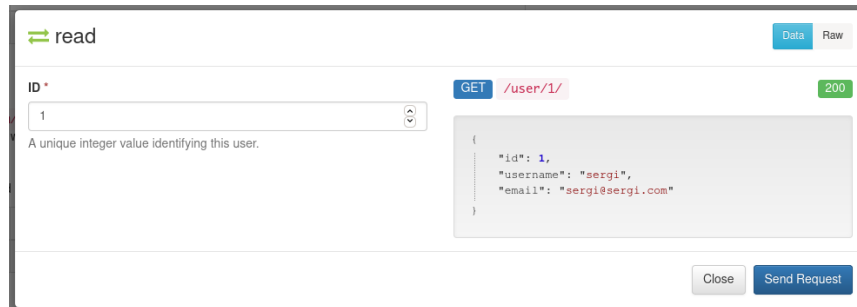 read
Data Raw
ID *
1
A unique integer value identifying this user.
GET /user/1/
200
{
"id": 1,
"username": "sergi",
"email": "sergi@sergi.com"
}
Close
Send Request